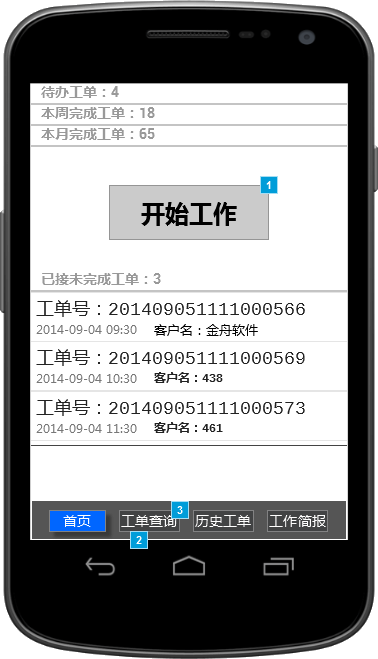 待办工单：4
本周完成工单：18
本月完成工单：65
1
开始工作
已接未完成工单：3
工单号：201409051111000566
2014-09-04 09:30 客户名：金舟软件
工单号：201409051111000569
2014-09-04 10:30 客户名：438
工单号：201409051111000573
2014-09-04 11:30 客户名：461
3
首页 工单查询 历史工单 工作简报
2